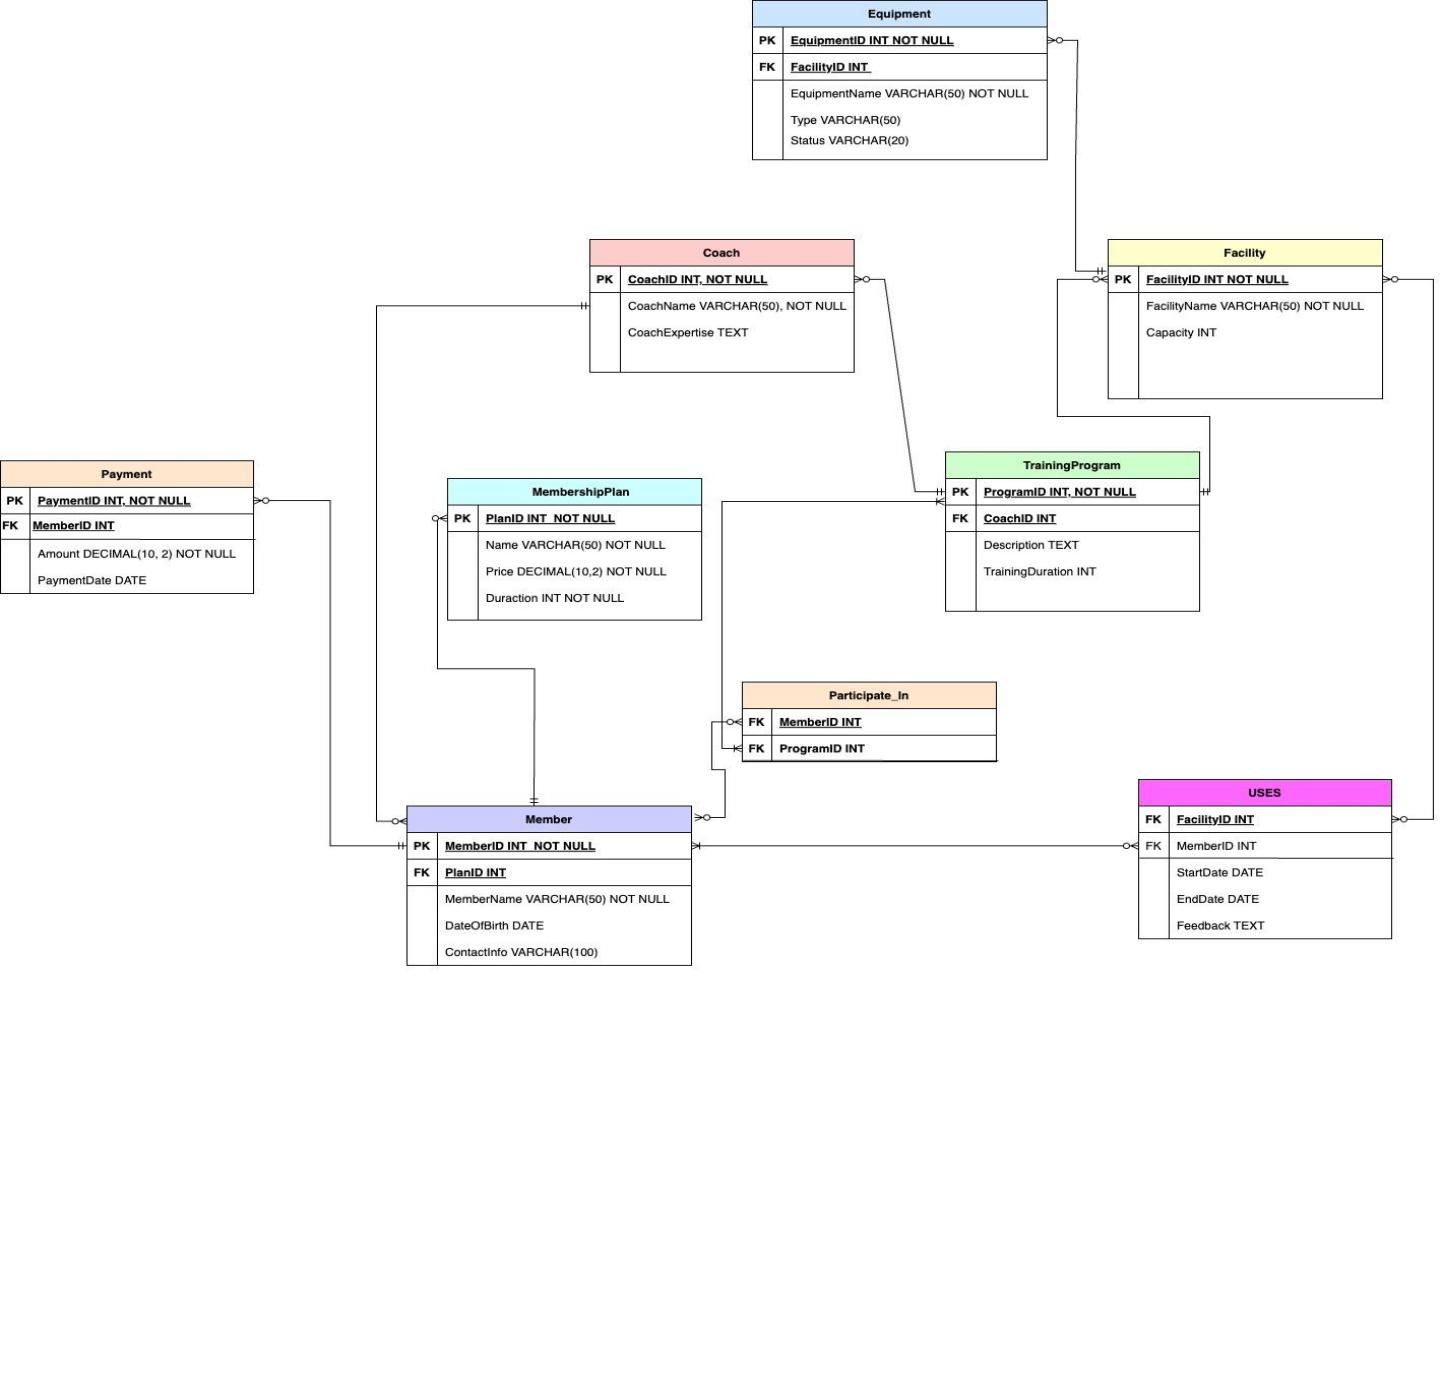 Equipment
PK EquipmentID INT NOT NULL
FK FacilityID INT
EquipmentName VARCHAR(50) NOT NULL
Type VARCHAR(50)
Status VARCHAR(20)
Coach
PK CoachID INT, NOT NULL
CoachName VARCHAR(50), NOT NULL
CoachExpertise TEXT
Facility
PK FacilityID INT NOT NULL
FacilityName VARCHAR(50) NOT NULL
Capacity INT
Payment
PK PaymentID INT, NOT NULL
FK MemberID INT
Amount DECIMAL(10, 2) NOT NULL
PaymentDate DATE
MembershipPlan
PK PlanID INT NOT NULL
Name VARCHAR(50) NOT NULL
Price DECIMAL(10,2) NOT NULL
Duraction INT NOT NULL
TrainingProgram
PK ProgramID INT, NOT NULL
FK CoachID INT
Description TEXT
TrainingDuration INT
Participate_In
FK MemberID INT
FK ProgramID INT
Member
PK MemberID INT NOT NULL
FK PlanID INT
MemberName VARCHAR(50) NOT NULL
DateOfBirth DATE
ContactInfo VARCHAR(100)
USES
FK FacilityID INT
FK MemberID INT
StartDate DATE
EndDate DATE
Feedback TEXT